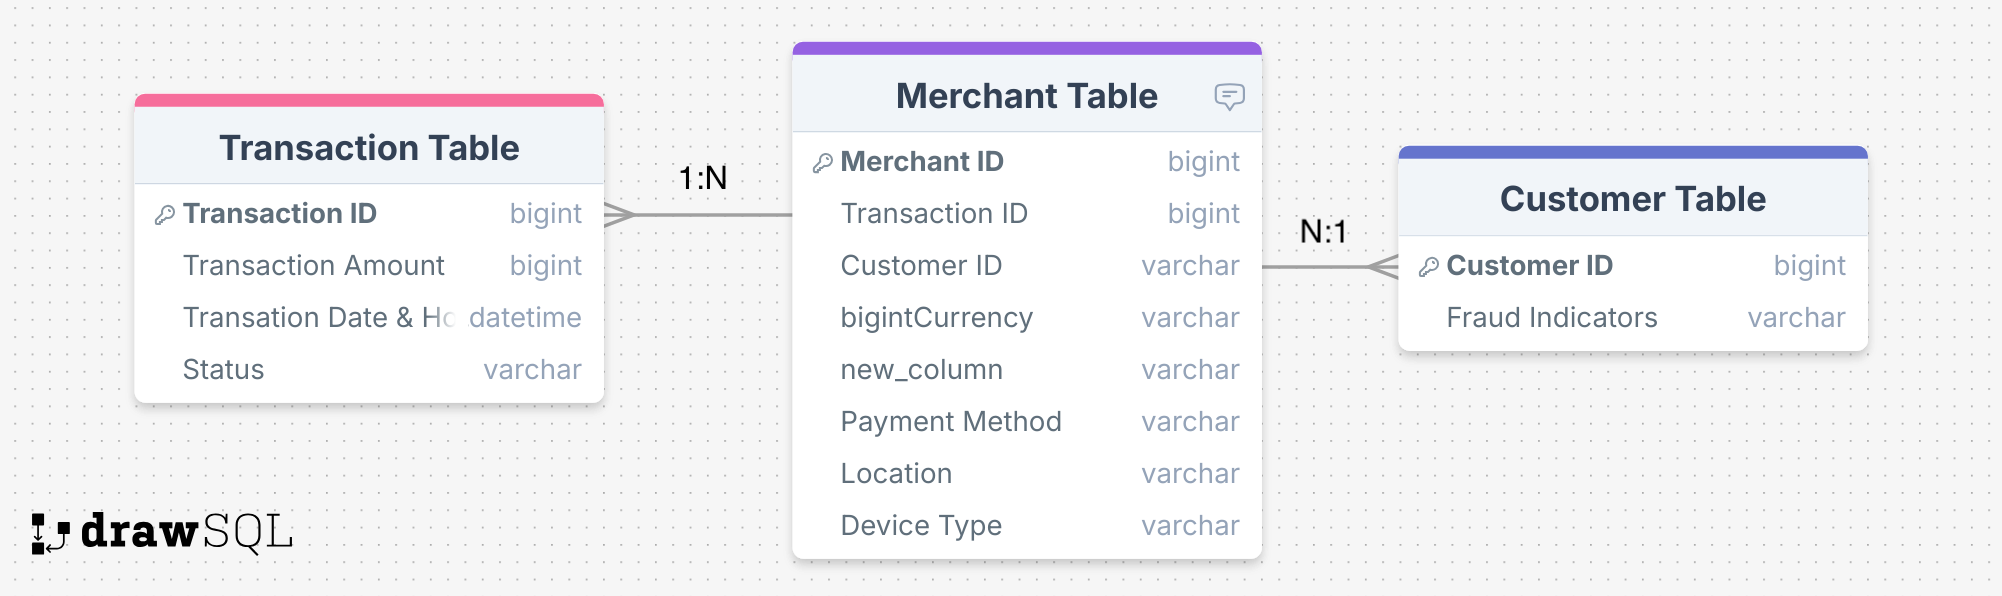 Transaction Table
Transaction ID bigint
Transaction Amount bigint
Transation Date & Ho datetime
Status varchar
1:N
Merchant Table
Merchant ID bigint
Transaction ID bigint
Customer ID varchar
bigintCurrency varchar
new_column varchar
Payment Method varchar
Location varchar
Device Type varchar
N:1
Customer Table
Customer ID bigint
Fraud Indicators varchar
drawSQL